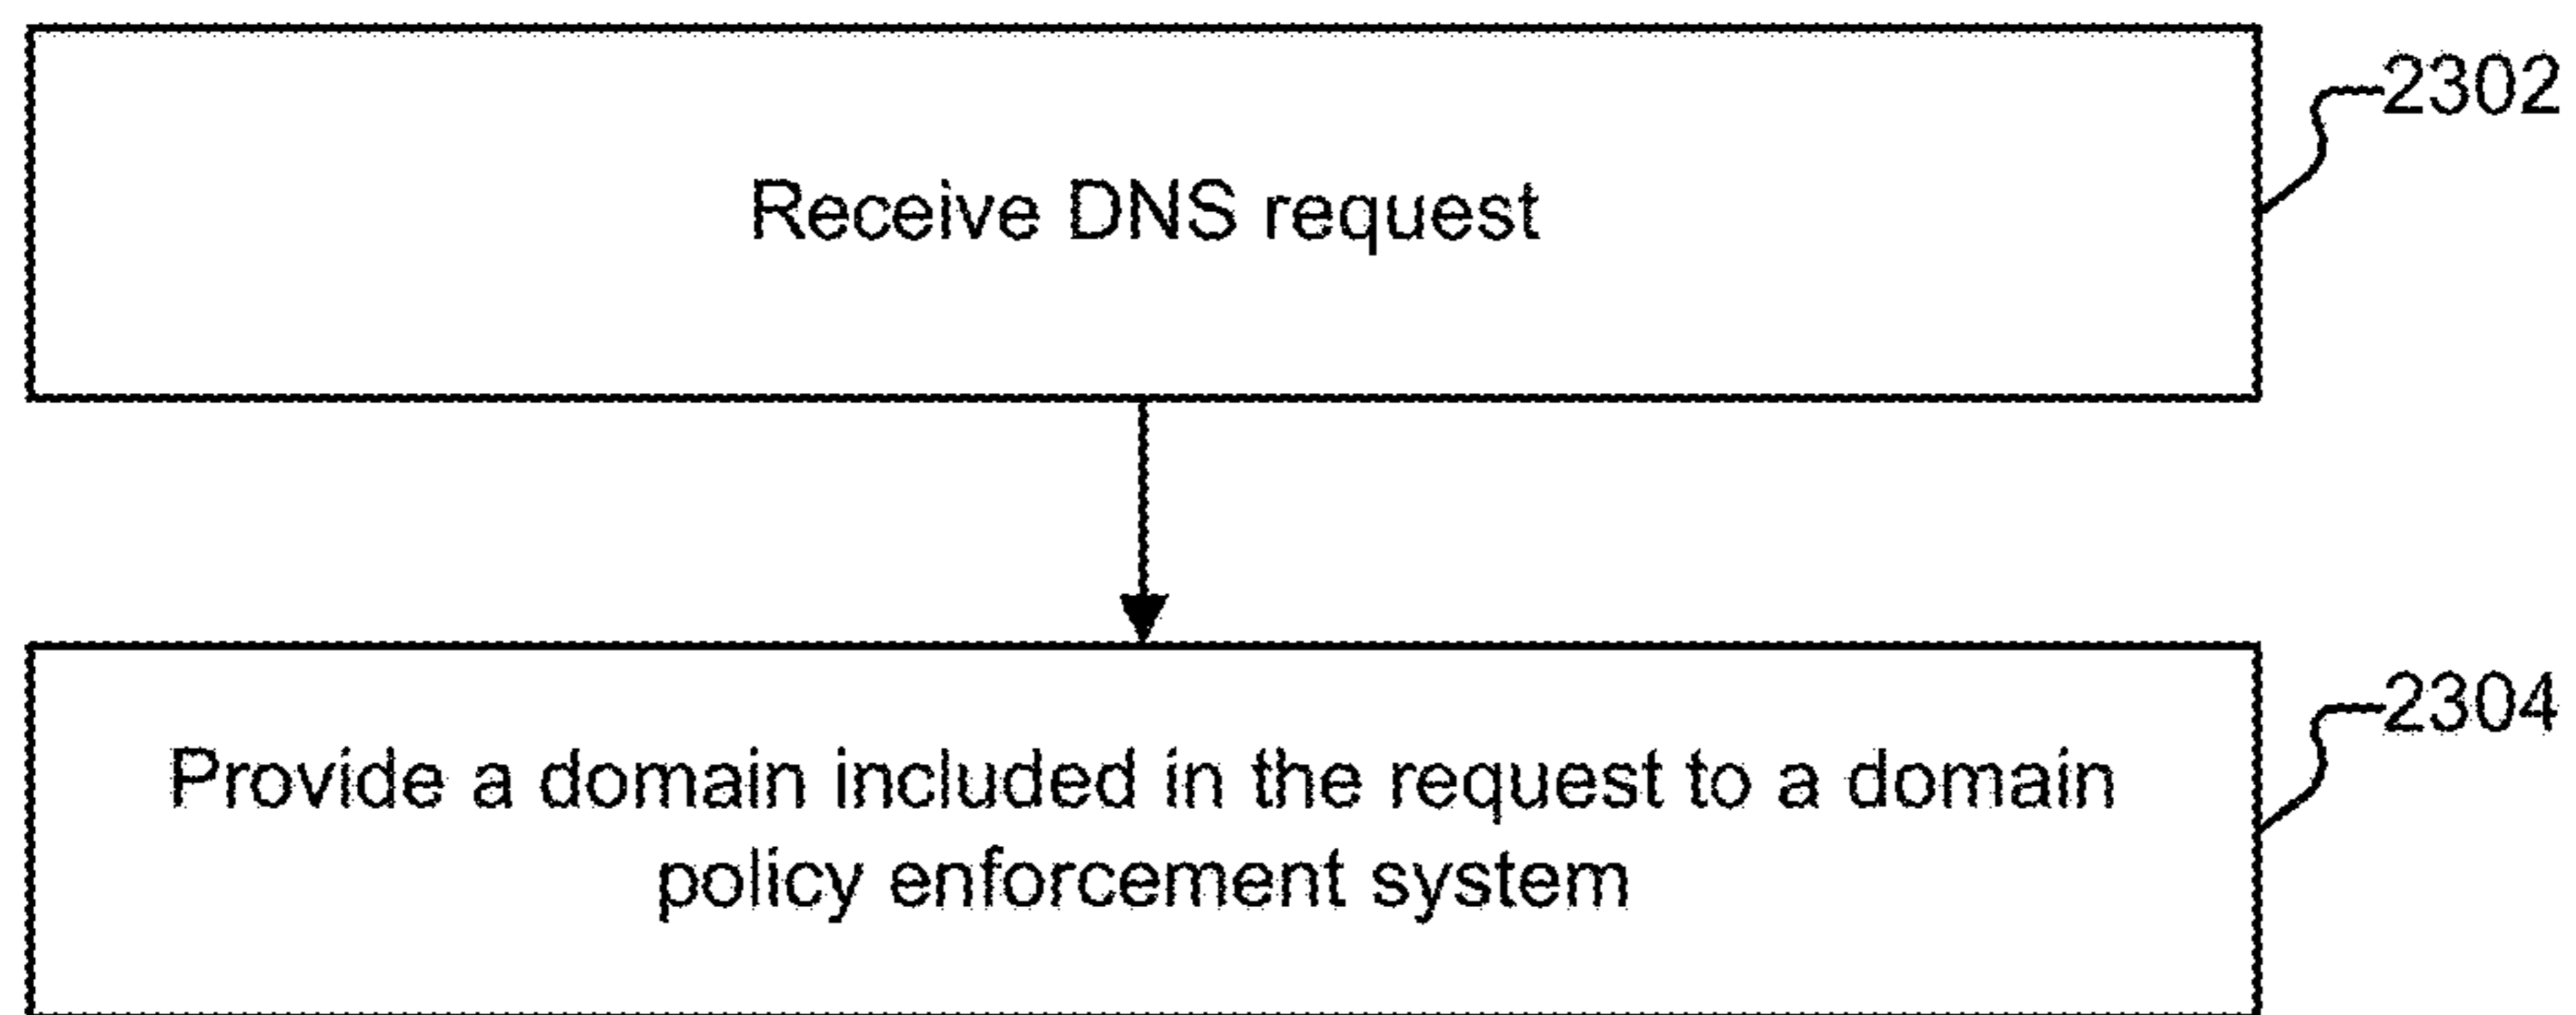 2302
Receive DNS request
2304
Provide a domain included in the request to a domain
policy enforcement system